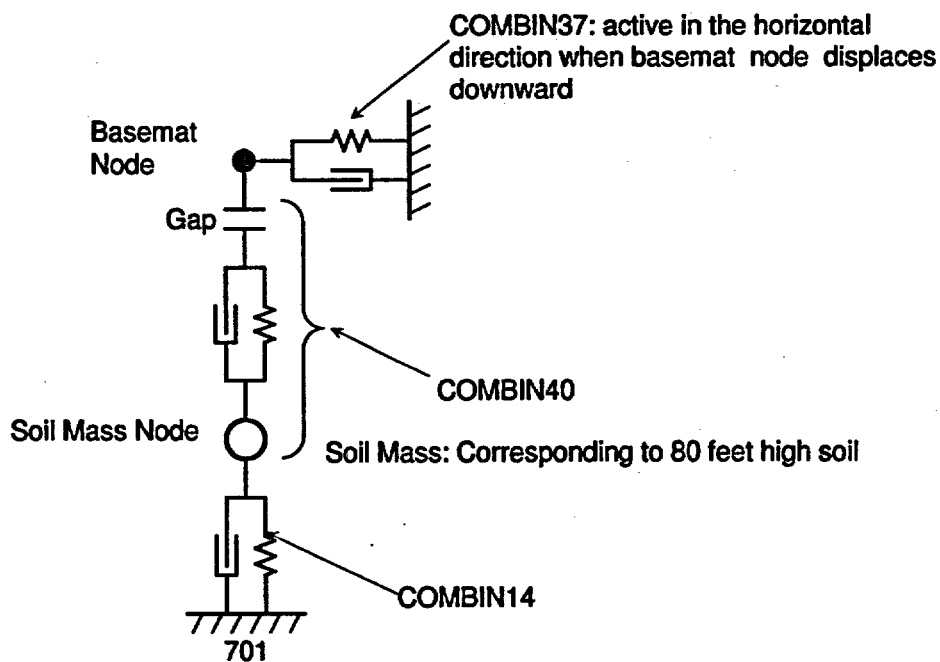 COMBIN37: active in the horizontal
direction when basemat node displaces
downward
Basemat
Node
Gap
COMBIN40
Soil Mass Node
Soil Mass: Corresponding to 80 feet high soil
COMBIN14
701